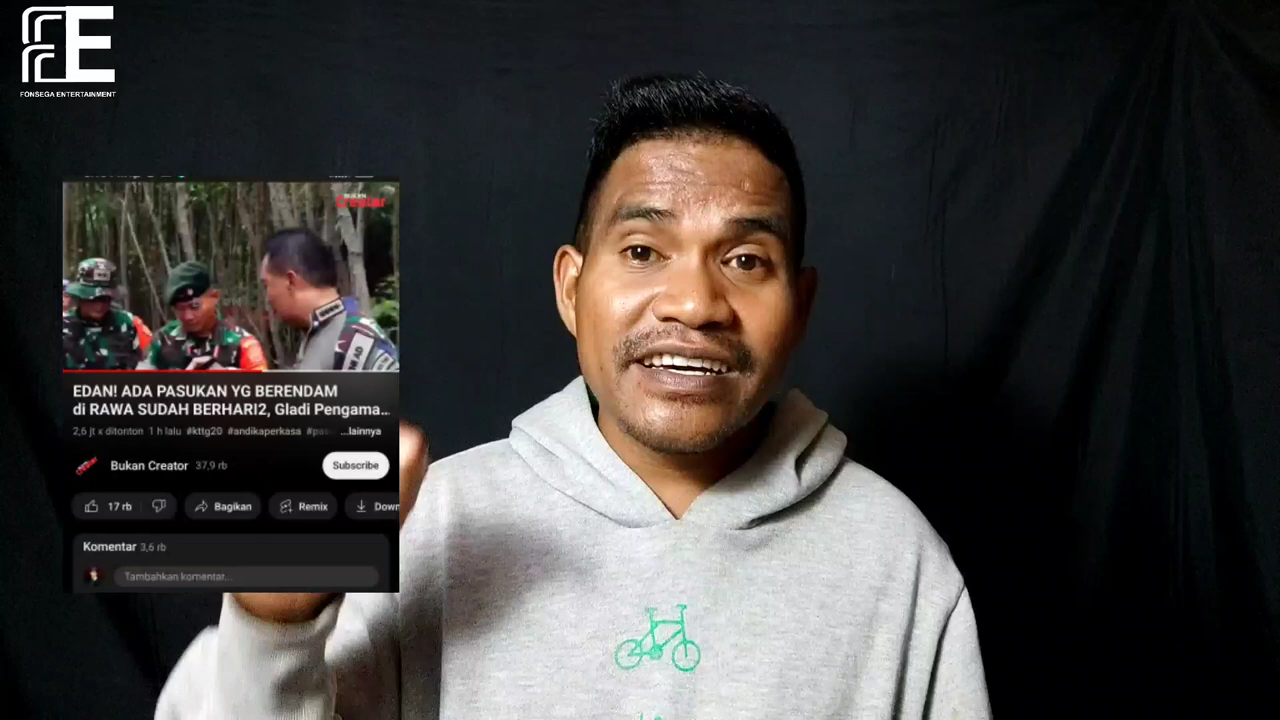 FE
FONSEGA ENTERTAINMENT
BUKAN
Creator
EDAN! ADA PASUKAN YG BERENDAM
di RAWA SUDAH BERHARI2, Gladi Pengama...
2,6 jt x ditonton 1 h lalu #kttg20 #andikaperkasa ...lainnya
Bukan Creator 37,9 rb
Subscribe
17 rb
Bagikan
Remix
Down
Komentar 3,6 rb
Tambahkan komentar...